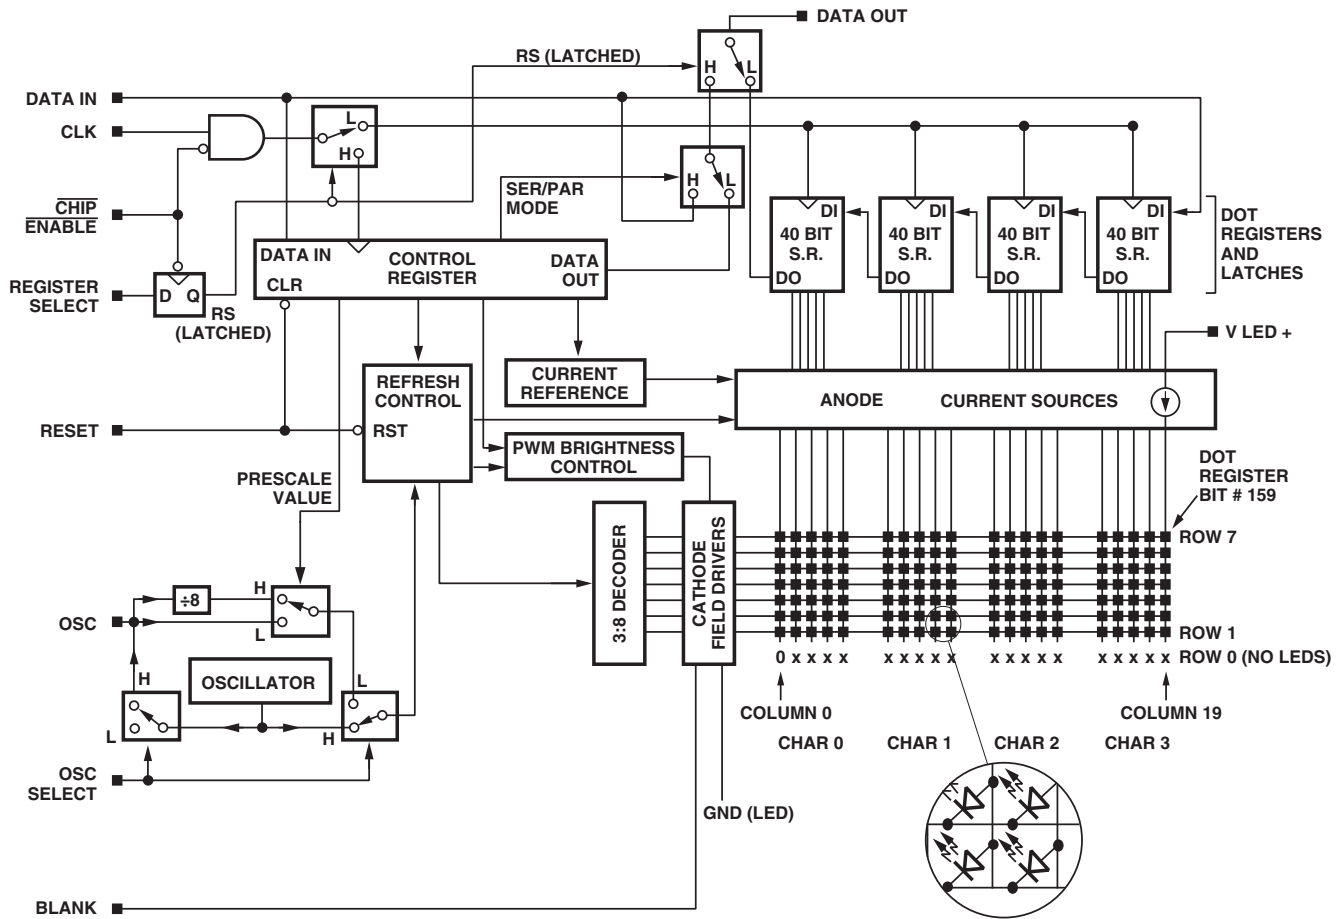 DATA OUT
RS (LATCHED)
H
L
DATA IN
CLK
L
H
CHIP
ENABLE
SER/PAR
MODE
H
L
DI
40 BIT
S.R.
DO
DI
40 BIT
S.R.
DO
DI
40 BIT
S.R.
DO
DI
40 BIT
S.R.
DO
DOT
REGISTERS
AND
LATCHES
DATA IN
CONTROL
REGISTER
DATA
OUT
CLR
REGISTER
SELECT
D
Q
RS
(LATCHED)
V LED +
REFRESH
CONTROL
RST
CURRENT
REFERENCE
ANODE
CURRENT SOURCES
RESET
PWM BRIGHTNESS
CONTROL
PRESCALE
VALUE
DOT
REGISTER
BIT # 159
3:8 DECODER
CATHODE
FIELD DRIVERS
ROW 7
ROW 1
0 x x x x
x x x x x
x x x x x
x x x x x
ROW 0 (NO LEDS)
÷8
H
L
OSC
H
L
OSCILLATOR
L
H
COLUMN 0
COLUMN 19
CHAR 0
CHAR 1
CHAR 2
CHAR 3
OSC
SELECT
GND (LED)
BLANK